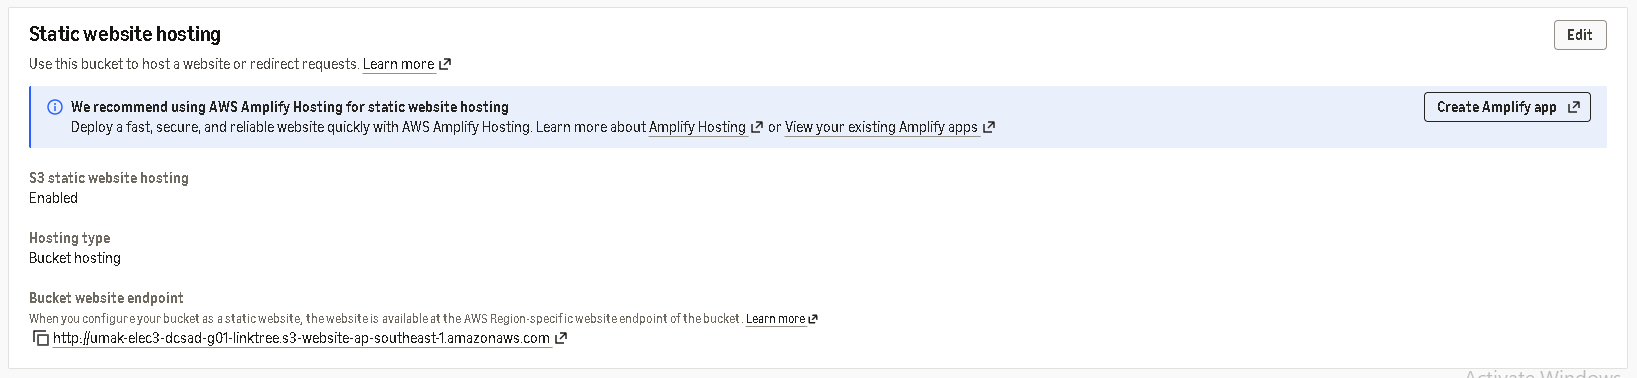 Static website hosting
Edit
Use this bucket to host a website or redirect requests. Learn more
We recommend using AWS Amplify Hosting for static website hosting
Create Amplify app
Deploy a fast, secure, and reliable website quickly with AWS Amplify Hosting. Learn more about Amplify Hosting or View your existing Amplify apps
S3 static website hosting
Enabled
Hosting type
Bucket hosting
Bucket website endpoint
When you configure your bucket as a static website, the website is available at the AWS Region-specific website endpoint of the bucket. Learn more
http://umak-elec3-dcsad-g01-linktree.s3-website-ap-southeast-1.amazonaws.com
Activate Windows